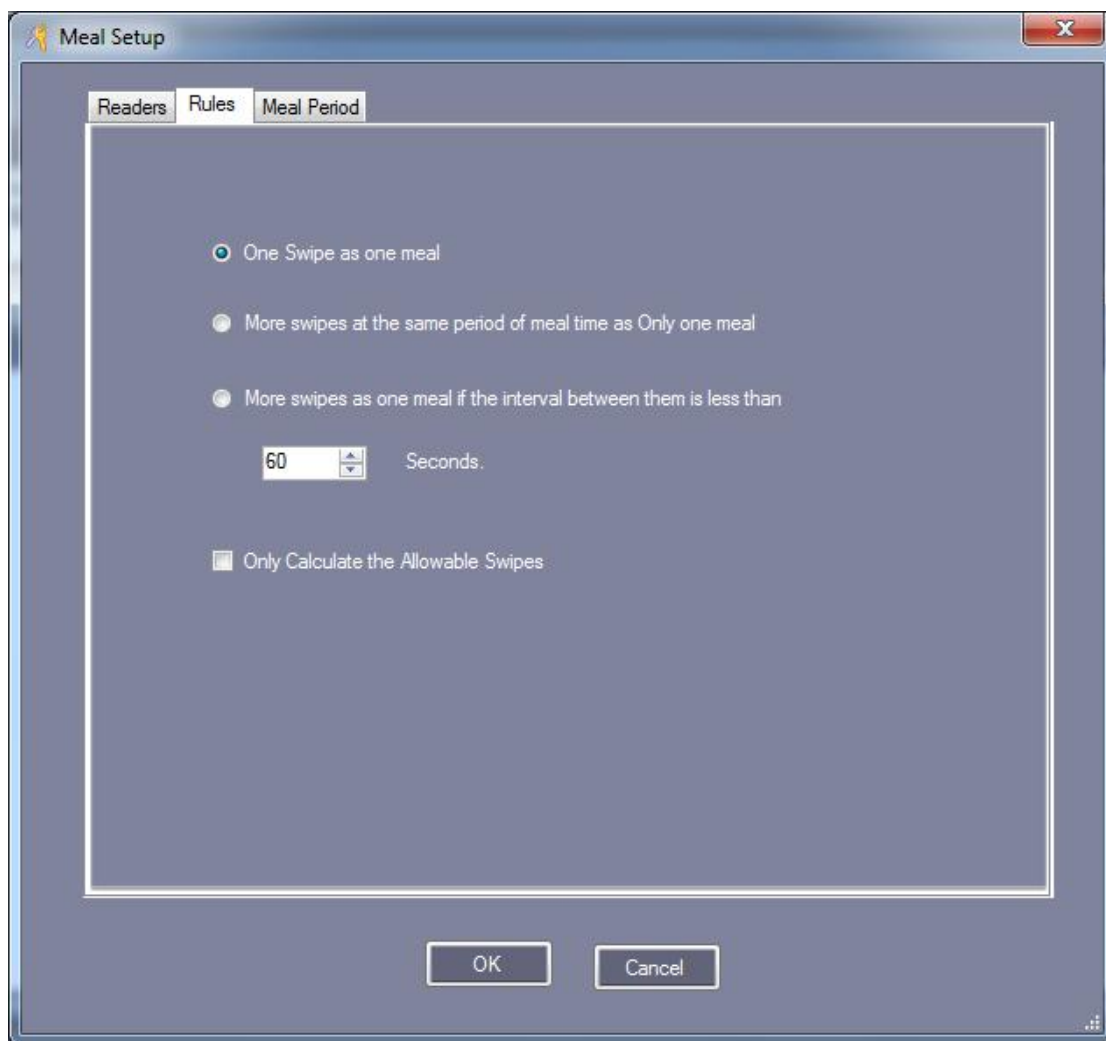 Meal Setup
Readers Rules Meal Period
One Swipe as one meal
More swipes at the same period of meal time as Only one meal
More swipes as one meal if the interval between them is less than
60 Seconds.
Only Calculate the Allowable Swipes
OK Cancel